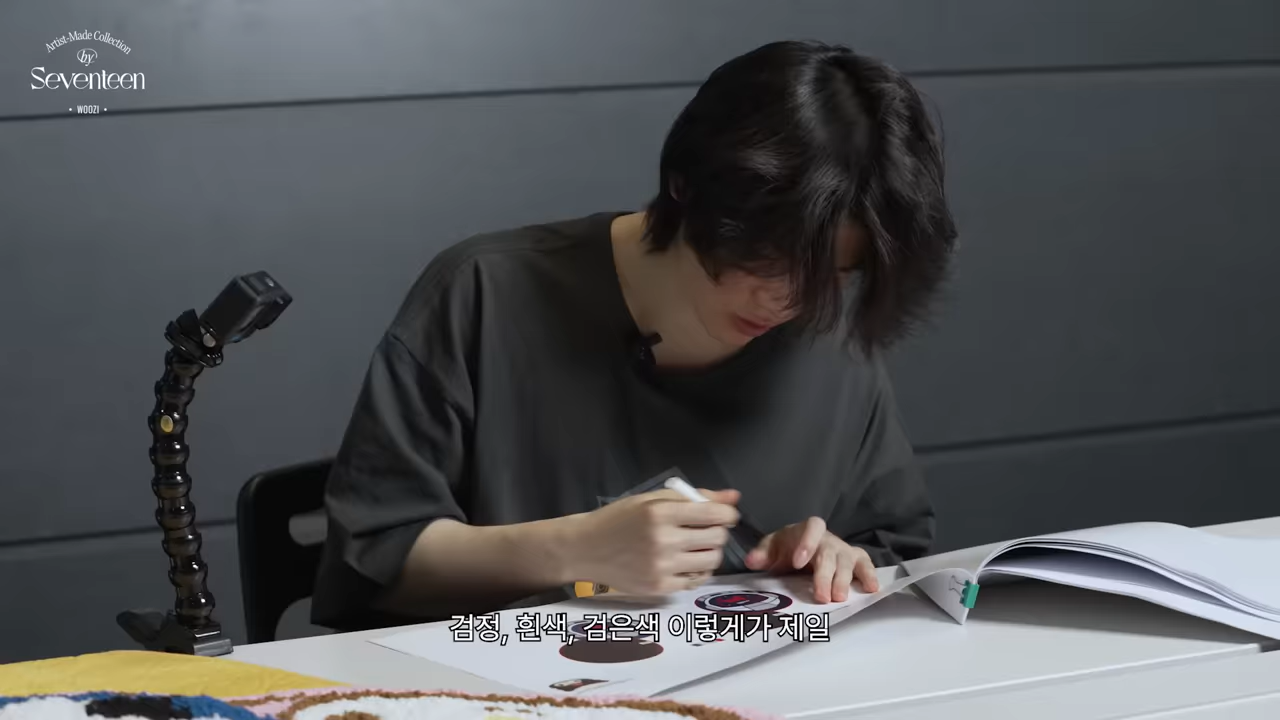 Artist-Made Collection
by
Seventeen
• WOOZI •
검정, 흰색, 검은색 이렇게가 제일